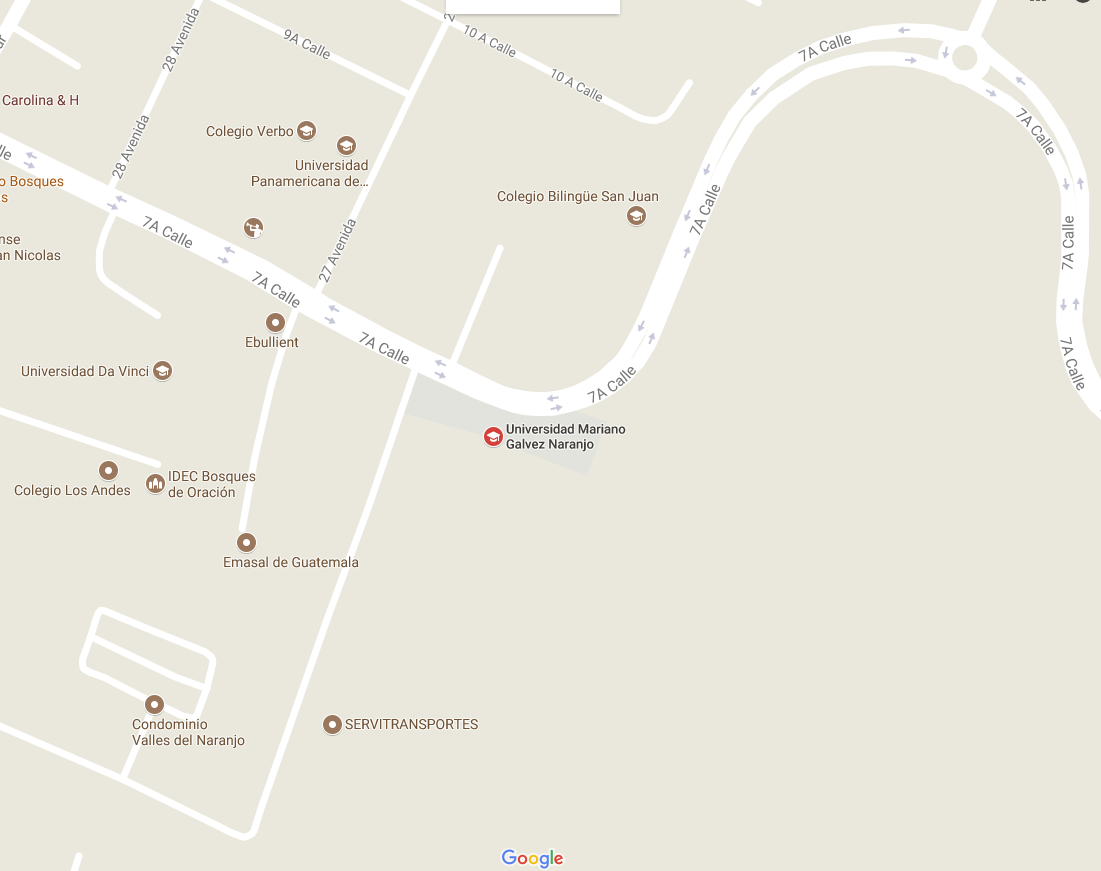 28 Avenida
9A Calle
10 A Calle
10 A Calle
7A Calle
7A Calle
Carolina & H
28 Avenida
Colegio Verbo
Universidad
Panamericana de...
o Bosques
s
Colegio Bilingüe San Juan
7A Calle
7A Calle
7A Calle
27 Avenida
nse
an Nicolas
7A Calle
7A Calle
Ebullient
7A Calle
7A Calle
Universidad Da Vinci
7A Calle
Universidad Mariano
Galvez Naranjo
IDEC Bosques
de Oración
Colegio Los Andes
Emasal de Guatemala
Condominio
Valles del Naranjo
SERVITRANSPORTES
Google